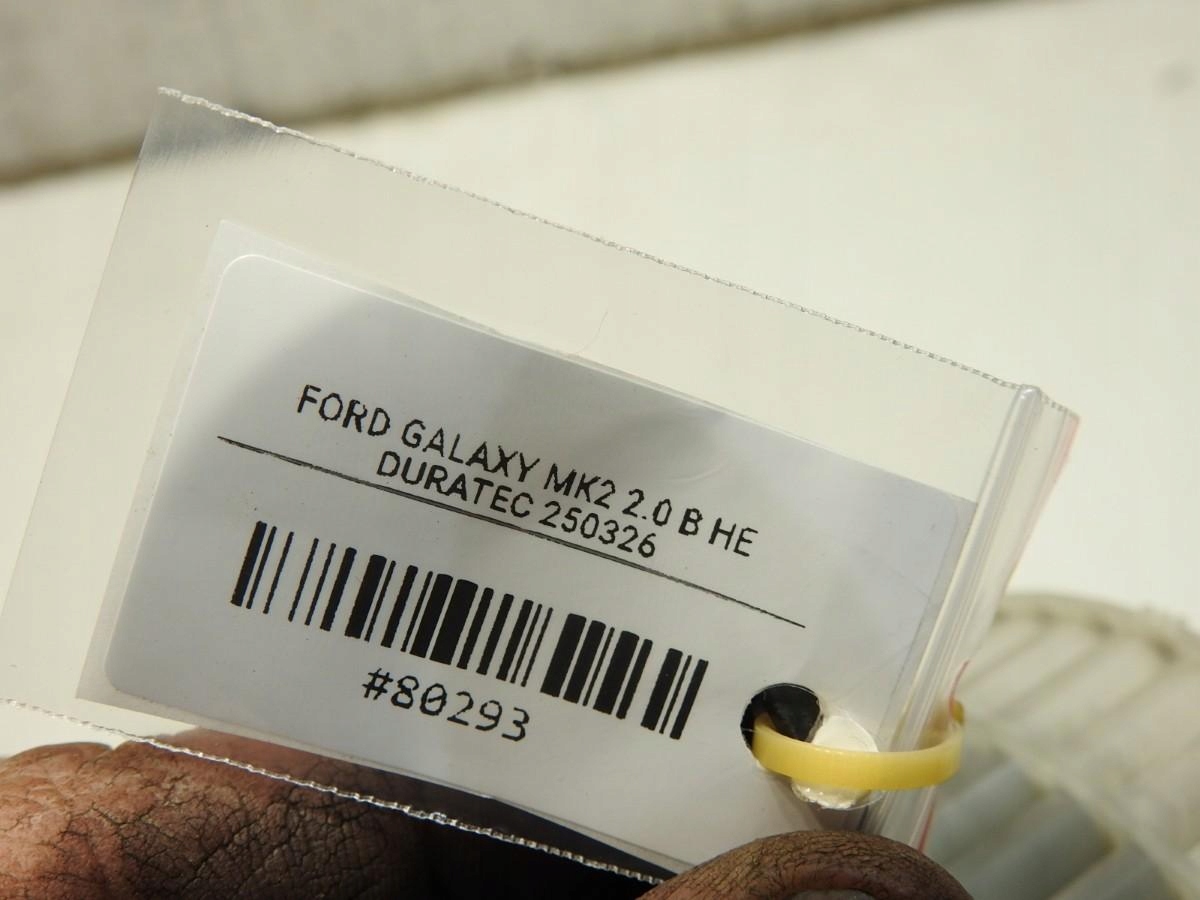 FORD GALAXY MK2 2.0 B HE
DURATEC 250326
#80293